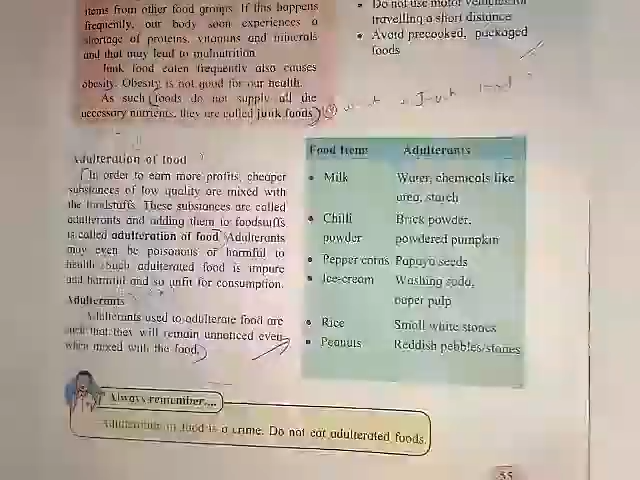 items from other food groups. If this happens
frequently, our body soon experiences a
shortage of proteins, vitamins and minerals
and that may lead to malnutrition.
Junk food eaten frequently also causes
obesity. Obesity is not good for our health.
As such foods do not supply all the
necessary nutrients, they are called junk foods.
• Do not use motor vehicles for
travelling a short distance
• Avoid precooked, packaged
foods
Adulteration of food
In order to earn more profits, cheaper
substances of low quality are mixed with
the foodstuffs. These substances are called
adulterants and adding them to foodstuffs
is called adulteration of food. Adulterants
may even be poisonous or harmful to
health. Such adulterated food is impure
and harmful and so unfit for consumption.
Adulterants
Adulterants used to adulterate food are
such that they will remain unnoticed even
when mixed with the food.
Food Items Adulterants
• Milk Water, chemicals like
urea, starch
• Chilli Brick powder,
powder powdered pumpkin
• Pepper corns Papaya seeds
• Ice-cream Washing soda,
paper pulp
• Rice Small white stones
• Peanuts Reddish pebbles/stones
Always remember....
of food is a crime. Do not eat adulterated foods.
55